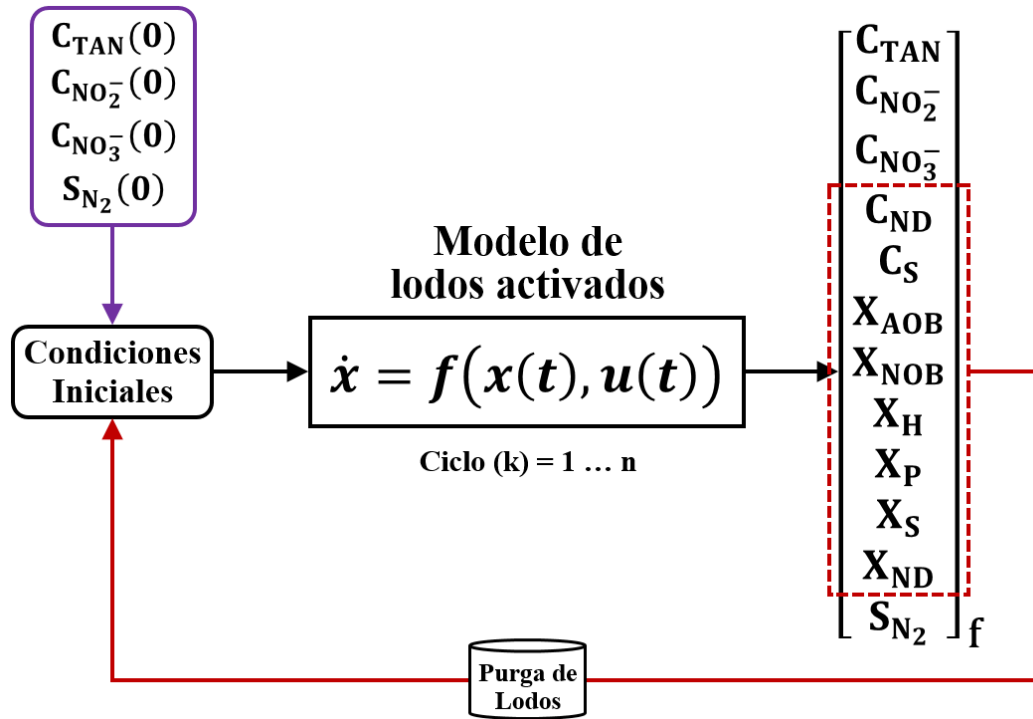 C_TAN(0)
C_NO₂⁻(0)
C_NO₃⁻(0)
S_N₂(0)
Condiciones
Iniciales
Modelo de
lodos activados
ẋ = f(x(t), u(t))
Ciclo (k) = 1 … n
C_TAN
C_NO₂⁻
C_NO₃⁻
C_ND
C_S
X_AOB
X_NOB
X_H
X_P
X_S
X_ND
S_N₂
f
Purga de
Lodos